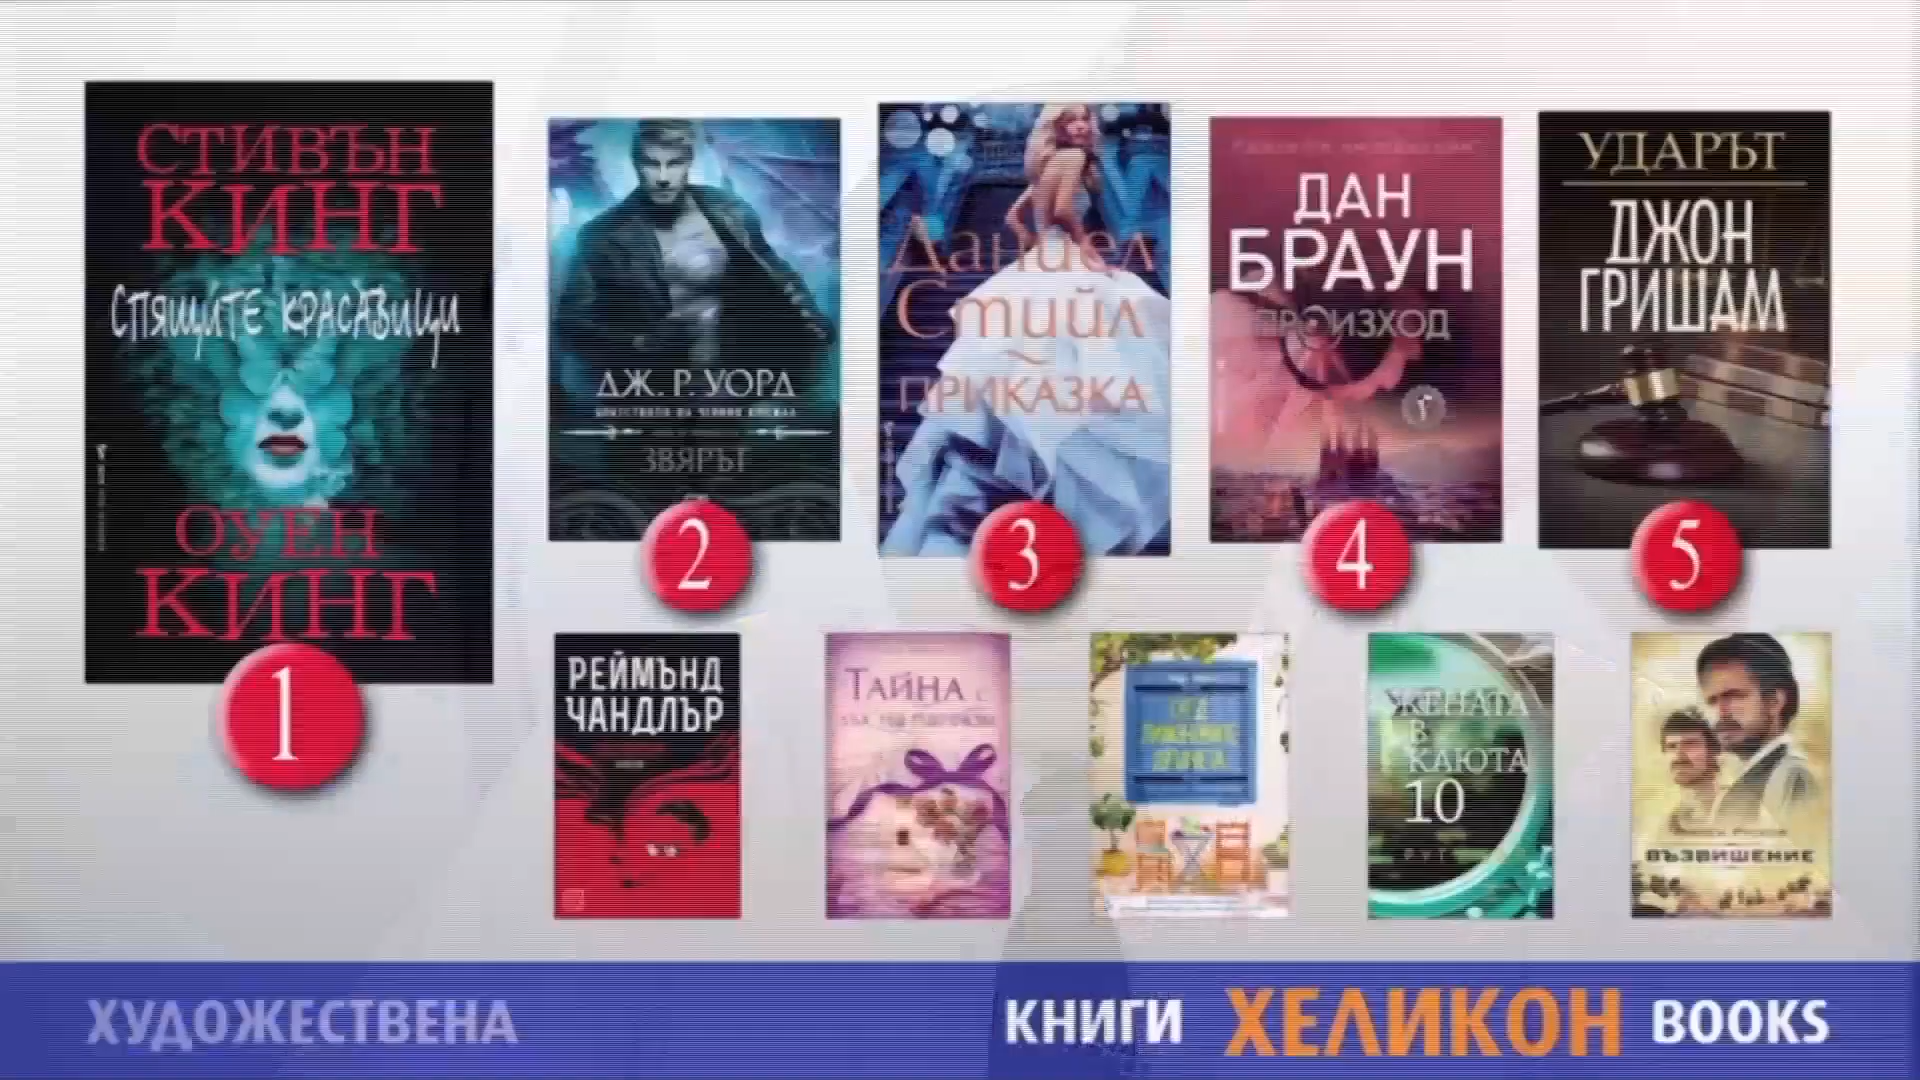 СТИВЪН
КИНГ
СПЯЩИТЕ КРАСАВИЦИ
ОУЕН
КИНГ
1
ДЖ. Р. УОРД
ЗВЯРЪТ
2
Даниел
Стийл
ПРИКАЗКА
3
ДАН
БРАУН
ПРОИЗХОД
4
УДАРЪТ
ДЖОН
ГРИШАМ
5
РЕЙМЪНД
ЧАНДЛЪР
ТАЙНА
ЖЕНАТА
В
КАЮТА
10
РУТ
ВЪЗВИШЕНИЕ
ХУДОЖЕСТВЕНА
КНИГИ ХЕЛИКОН BOOKS